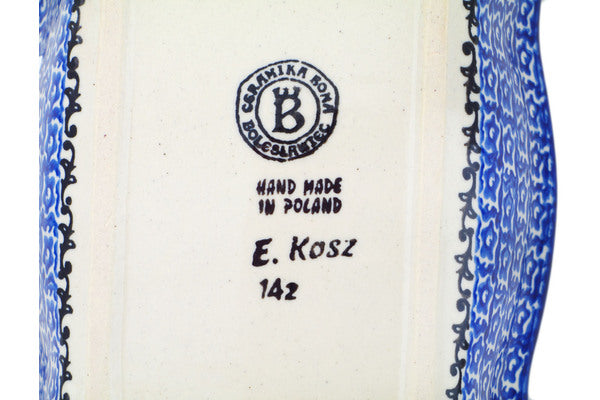 CERAMIKA BONA
B
BOLESŁAWIEC
HAND MADE
IN POLAND
E. Kosz
142